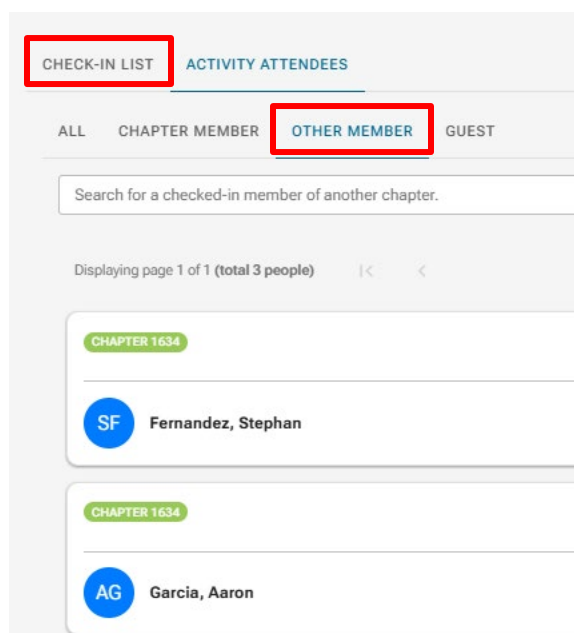 CHECK-IN LIST ACTIVITY ATTENDEES
ALL CHAPTER MEMBER OTHER MEMBER GUEST
Search for a checked-in member of another chapter.
Displaying page 1 of 1 (total 3 people)
CHAPTER 1634
SF Fernandez, Stephan
CHAPTER 1634
AG Garcia, Aaron